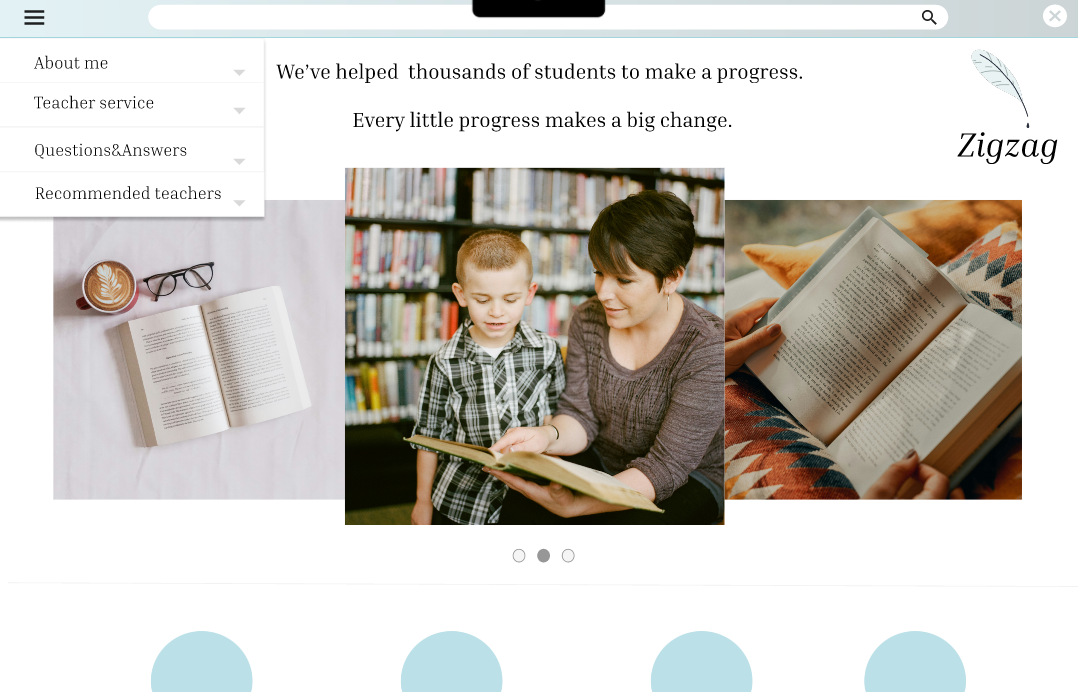 About me
Teacher service
Questions&Answers
Recommended teachers
We’ve helped  thousands of students to make a progress.
Every little progress makes a big change.
Zigzag